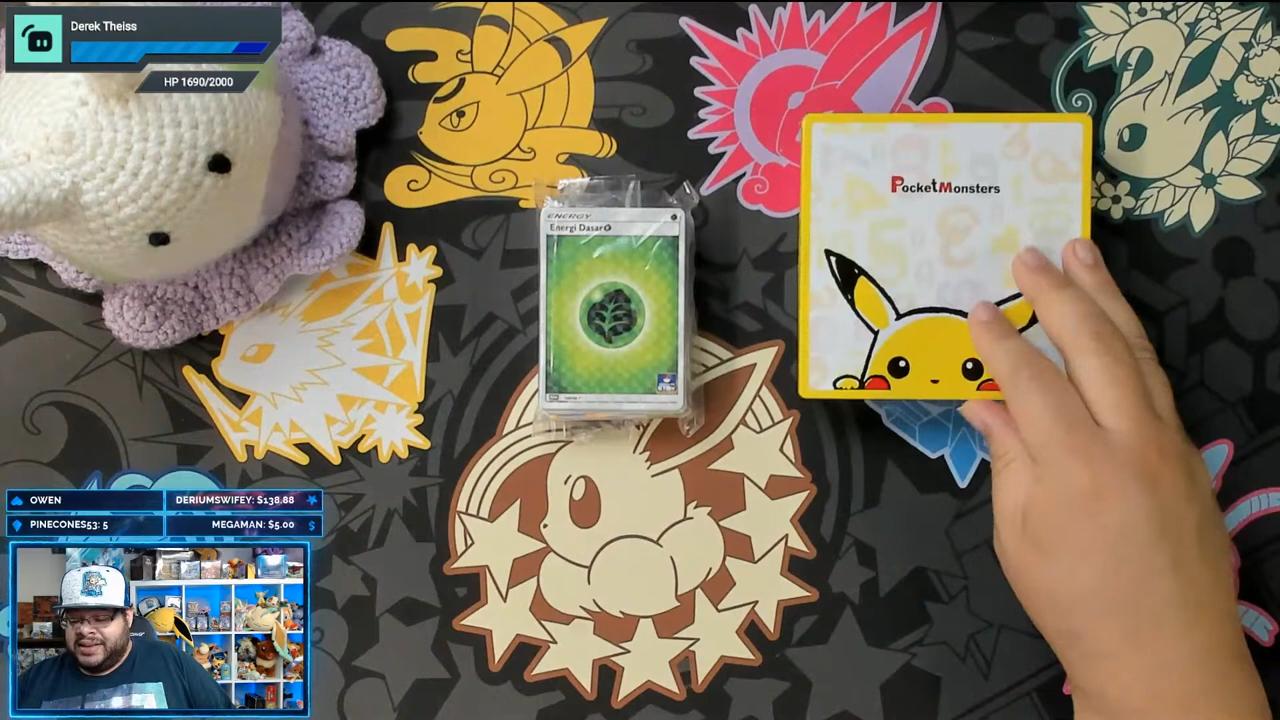 Derek Theiss
HP 1690/2000
PocketMonsters
ENERGY
Energi Dasar
OWEN
DERIUMSWIFEY: $138.88
PINECONES53: 5
MEGAMAN: $5.00